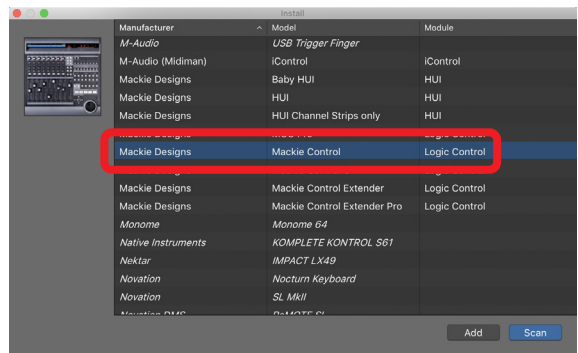 Install
Manufacturer Model Module
M-Audio USB Trigger Finger
M-Audio (Midiman) iControl iControl
Mackie Designs Baby HUI HUI
Mackie Designs HUI HUI
Mackie Designs HUI Channel Strips only HUI
Mackie Designs Mackie Control Logic Control
Mackie Designs Mackie Control Extender Logic Control
Mackie Designs Mackie Control Extender Pro Logic Control
Monome Monome 64
Native Instruments KOMPLETE KONTROL S61
Nektar IMPACT LX49
Novation Nocturn Keyboard
Novation SL MkII
Add Scan